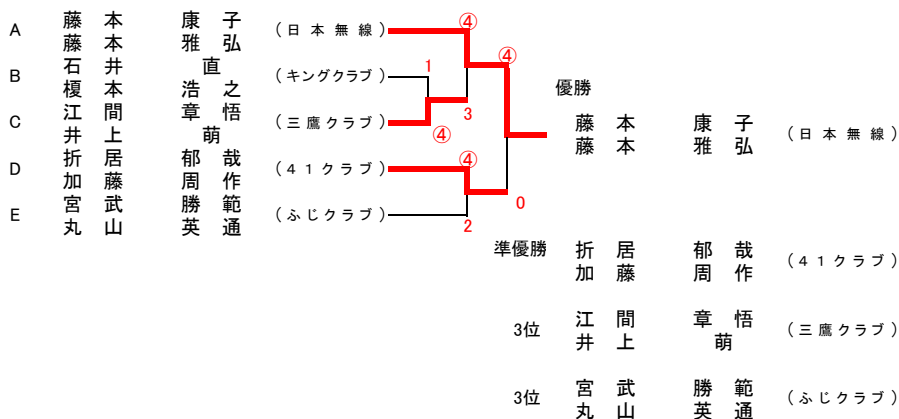 A 藤本 康子 (日本無線) ④
藤本 雅弘
④
B 石井 直 (キングクラブ) 1
榎本 浩之
3
C 江間 章悟 (三鷹クラブ) ④
井上 萌
D 折居 郁哉 (41クラブ) ④
加藤 周作
0
E 宮武 勝範 (ふじクラブ) 2
丸山 英通
優勝
藤本 康子 (日本無線)
藤本 雅弘
準優勝 折居 郁哉 (41クラブ)
加藤 周作
3位 江間 章悟 (三鷹クラブ)
井上 萌
3位 宮武 勝範 (ふじクラブ)
丸山 英通